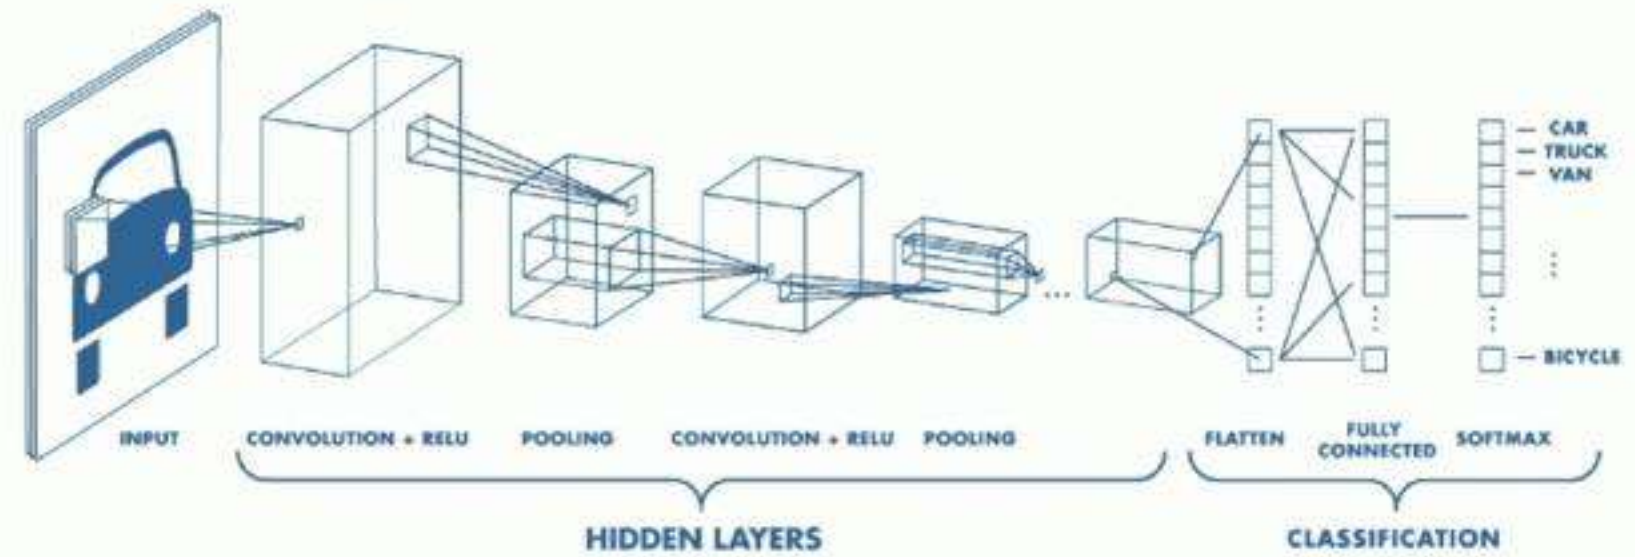 CAR
TRUCK
VAN
BICYCLE
INPUT
CONVOLUTION + RELU
POOLING
CONVOLUTION + RELU
POOLING
FLATTEN
FULLY
CONNECTED
SOFTMAX
HIDDEN LAYERS
CLASSIFICATION